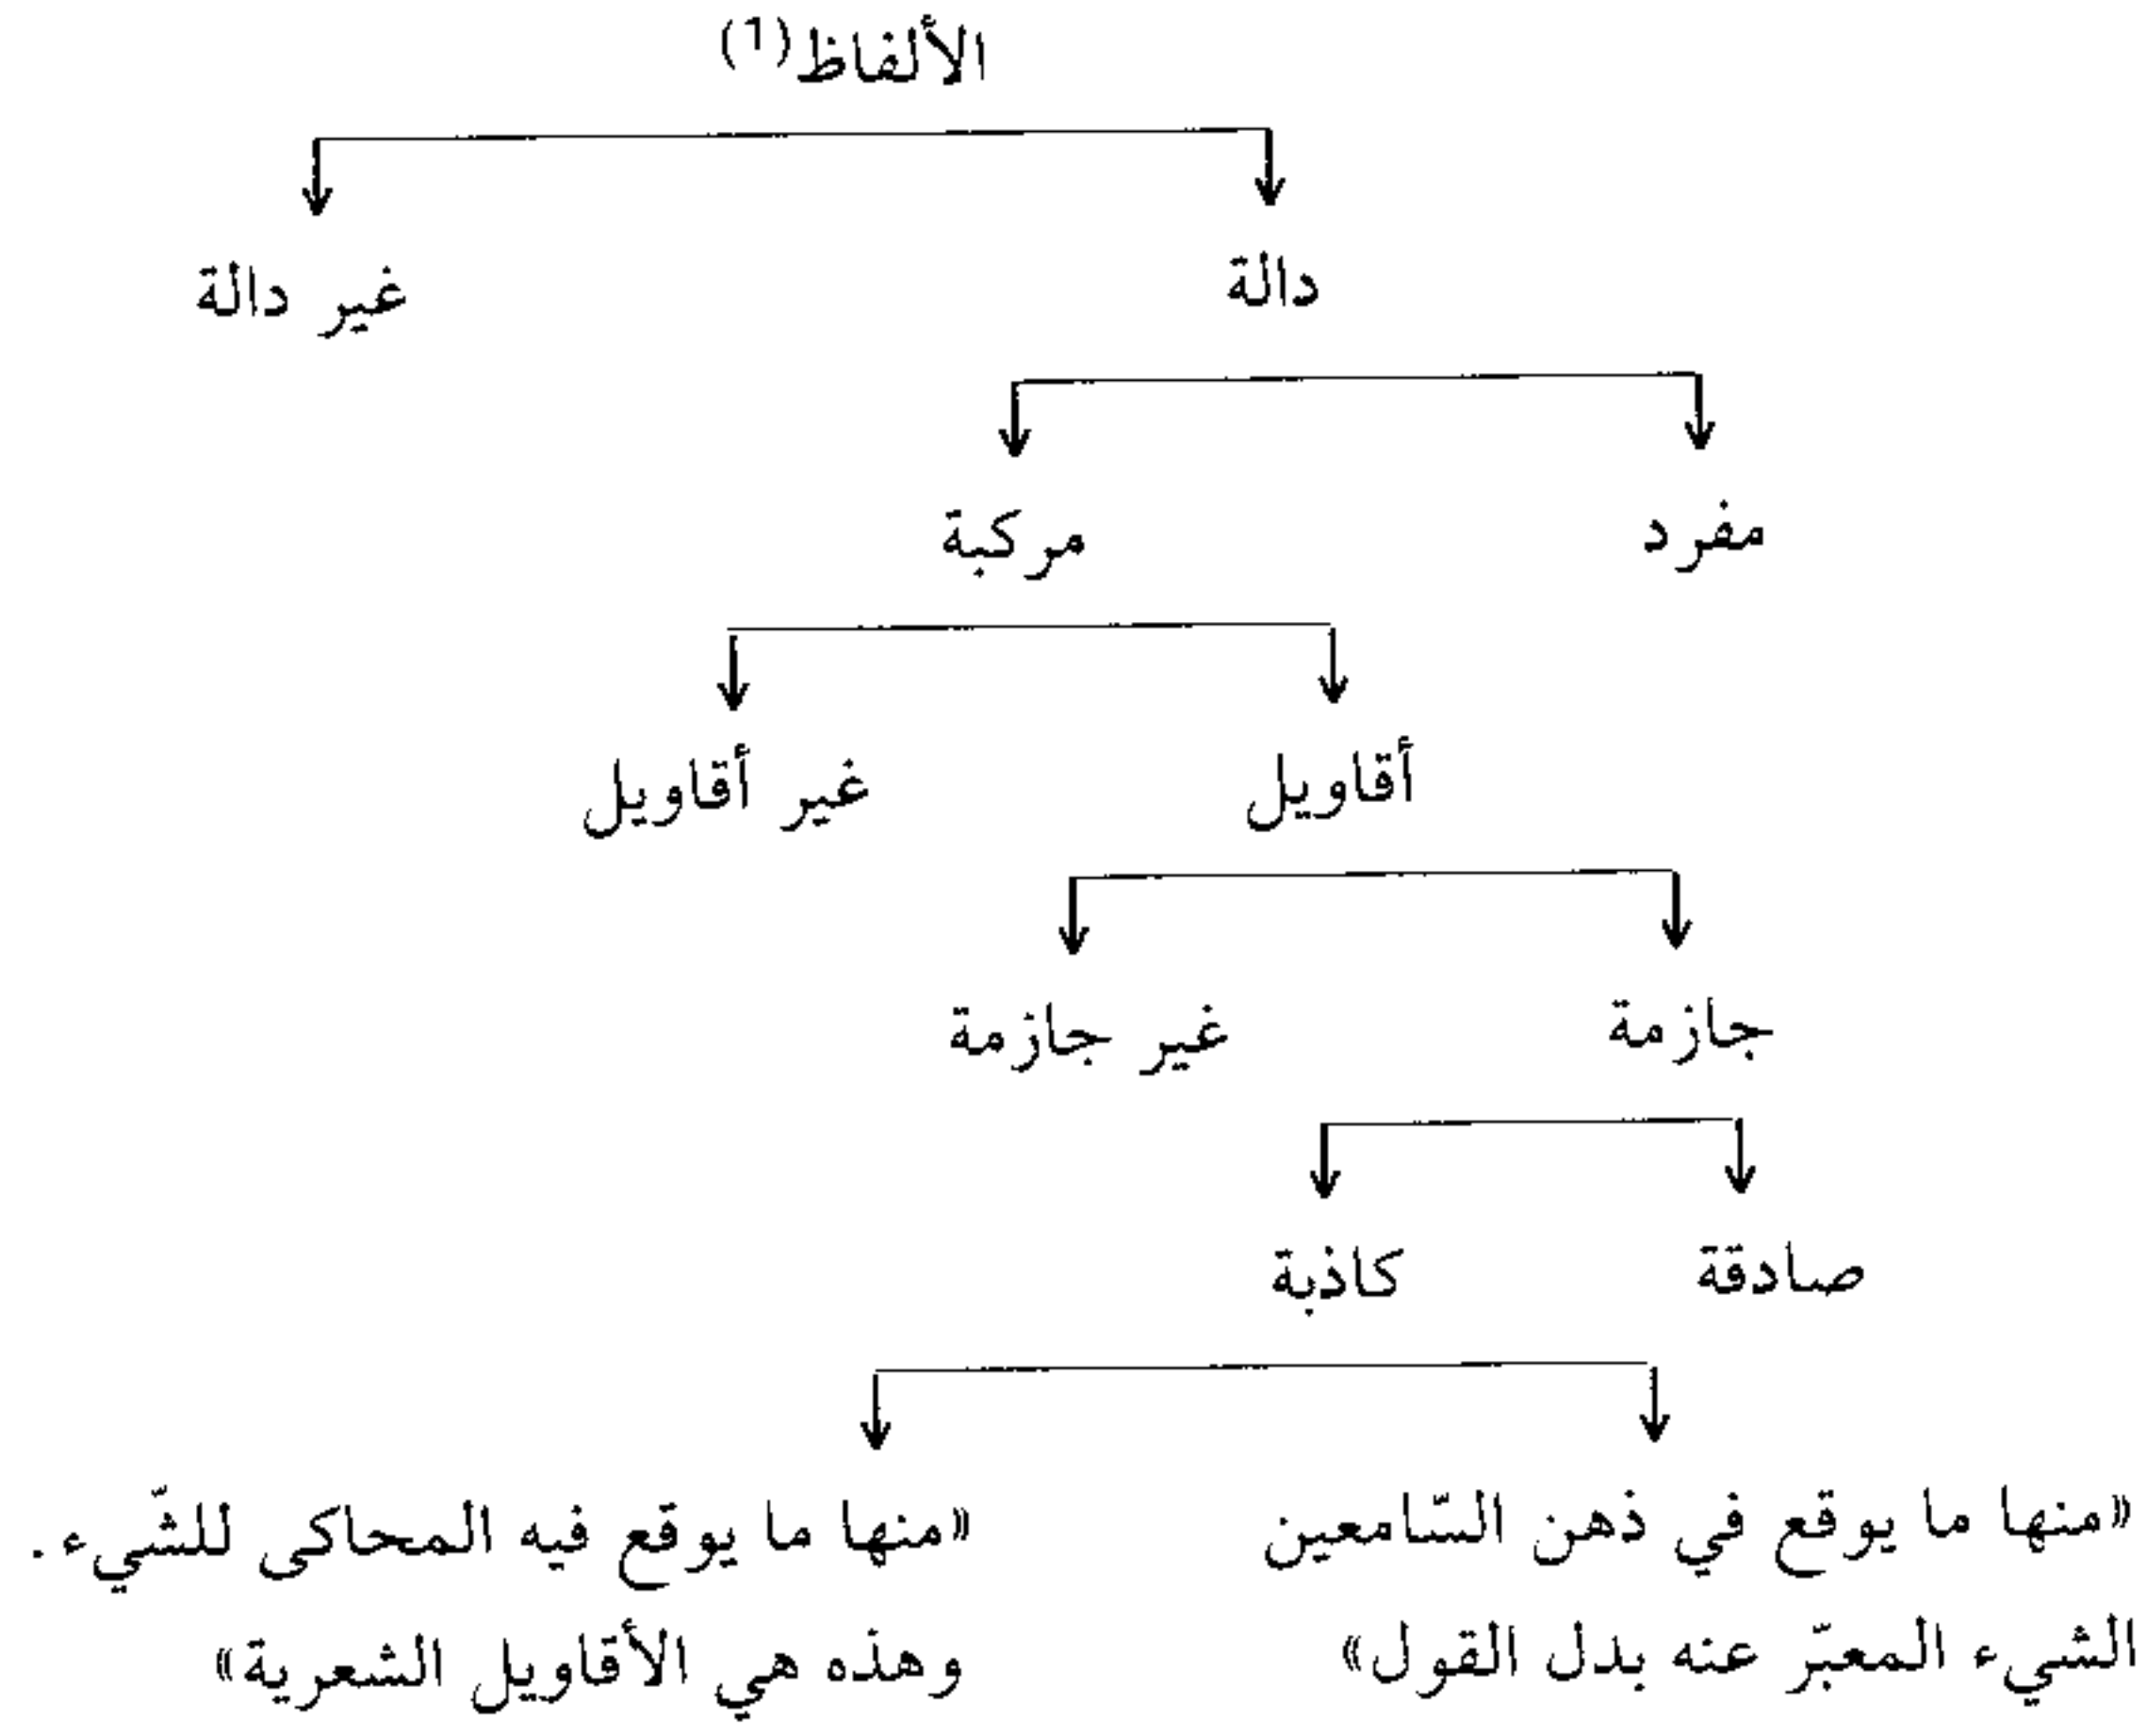 الألفاظ(1)
دالة
غير دالة
مفرد
مركبة
أقاويل
غير أقاويل
جازمة
غير جازمة
صادقة
كاذبة
«منها ما يوقع في ذهن السّامعين
الشيء المعبّر عنه بدل القول»
«منها ما يوقع فيه المحاكى للشّيء.
وهذه هي الأقاويل الشعرية»